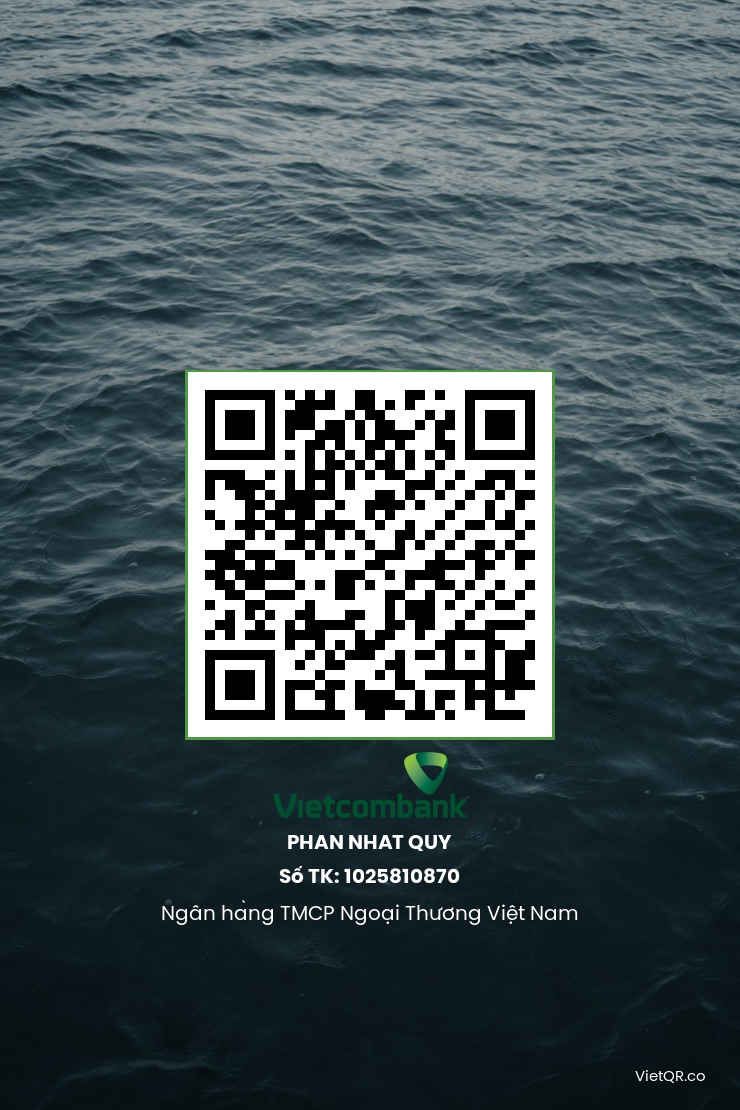 Vietcombank
PHAN NHAT QUY
Số TK: 1025810870
Ngân hàng TMCP Ngoại Thương Việt Nam
VietQR.co